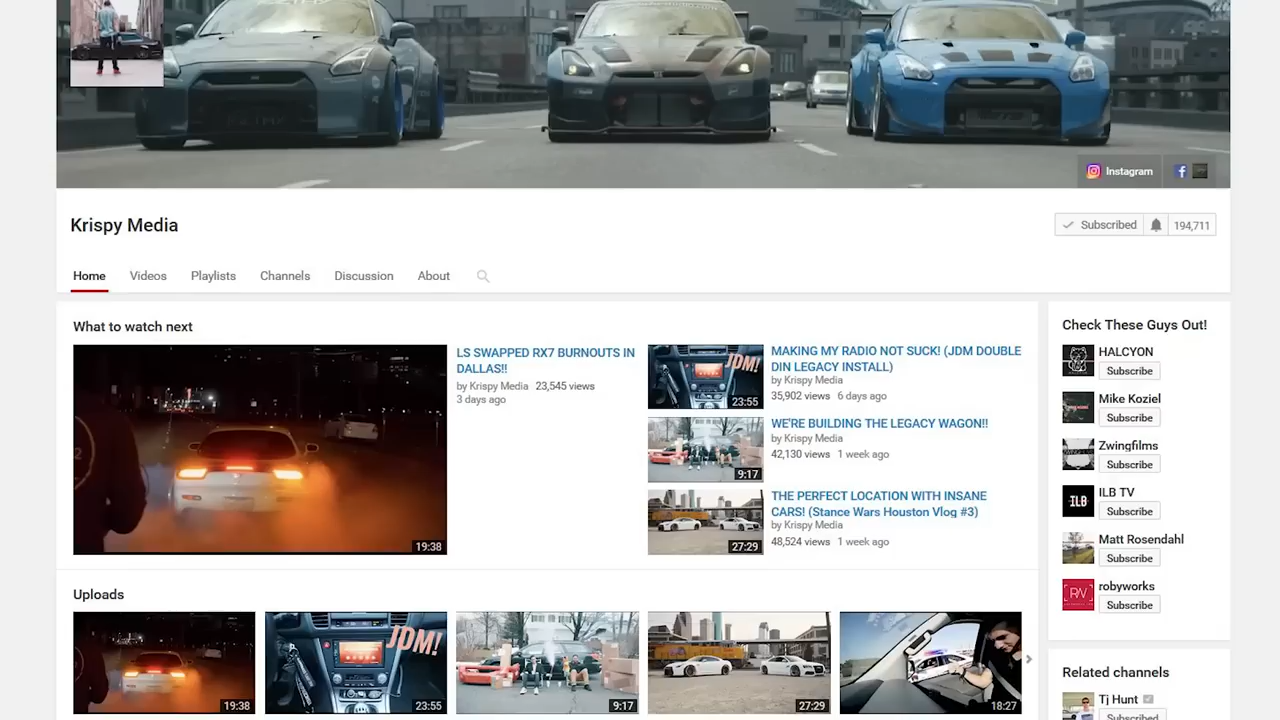 Instagram
Krispy Media
Subscribed
194,711
Home
Videos
Playlists
Channels
Discussion
About
What to watch next
19:38
LS SWAPPED RX7 BURNOUTS IN
DALLAS!!
by Krispy Media 23,545 views
3 days ago
JDM!
23:55
MAKING MY RADIO NOT SUCK! (JDM DOUBLE
DIN LEGACY INSTALL)
by Krispy Media
35,902 views 6 days ago
9:17
WE'RE BUILDING THE LEGACY WAGON!!
by Krispy Media
42,130 views 1 week ago
27:29
THE PERFECT LOCATION WITH INSANE
CARS! (Stance Wars Houston Vlog #3)
by Krispy Media
48,524 views 1 week ago
Uploads
19:38
JDM!
23:55
9:17
27:29
18:27
Check These Guys Out!
HALCYON
Subscribe
Mike Koziel
Subscribe
Zwingfilms
Subscribe
ILB
ILB TV
Subscribe
Matt Rosendahl
Subscribe
RW
robyworks
Subscribe
Related channels
Tj Hunt
Subscribed